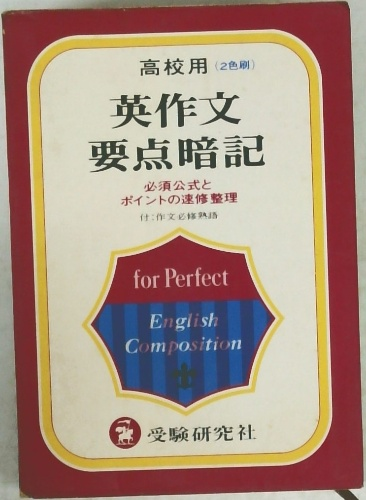 高校用(2色刷)
英作文
要点暗記
必須公式と
ポイントの速修整理
付:作文必修熟語
for Perfect
English
Composition
受験研究社